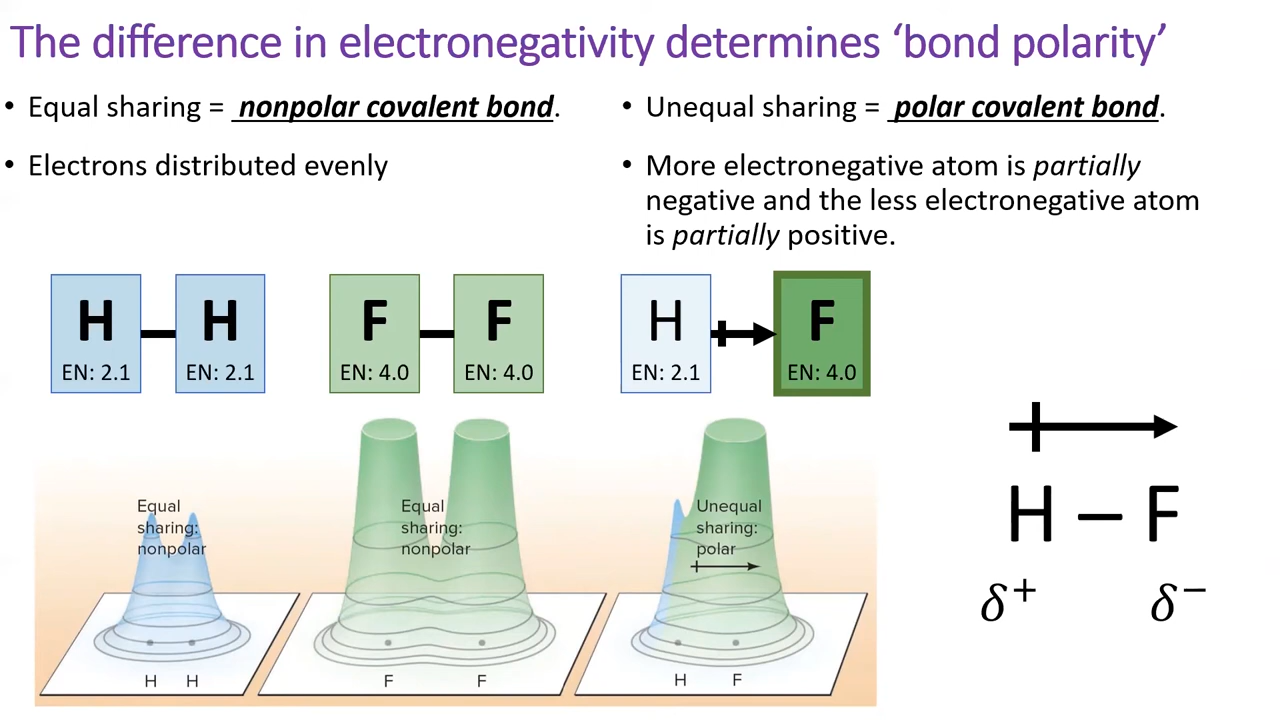 The difference in electronegativity determines ‘bond polarity’
• Equal sharing = nonpolar covalent bond.
• Electrons distributed evenly
• Unequal sharing = polar covalent bond.
• More electronegative atom is partially
negative and the less electronegative atom
is partially positive.
H
EN: 2.1
H
EN: 2.1
F
EN: 4.0
F
EN: 4.0
H
EN: 2.1
F
EN: 4.0
Equal
sharing:
nonpolar
H H
Equal
sharing:
nonpolar
F F
Unequal
sharing:
polar
H F
H – F
δ⁺ δ⁻